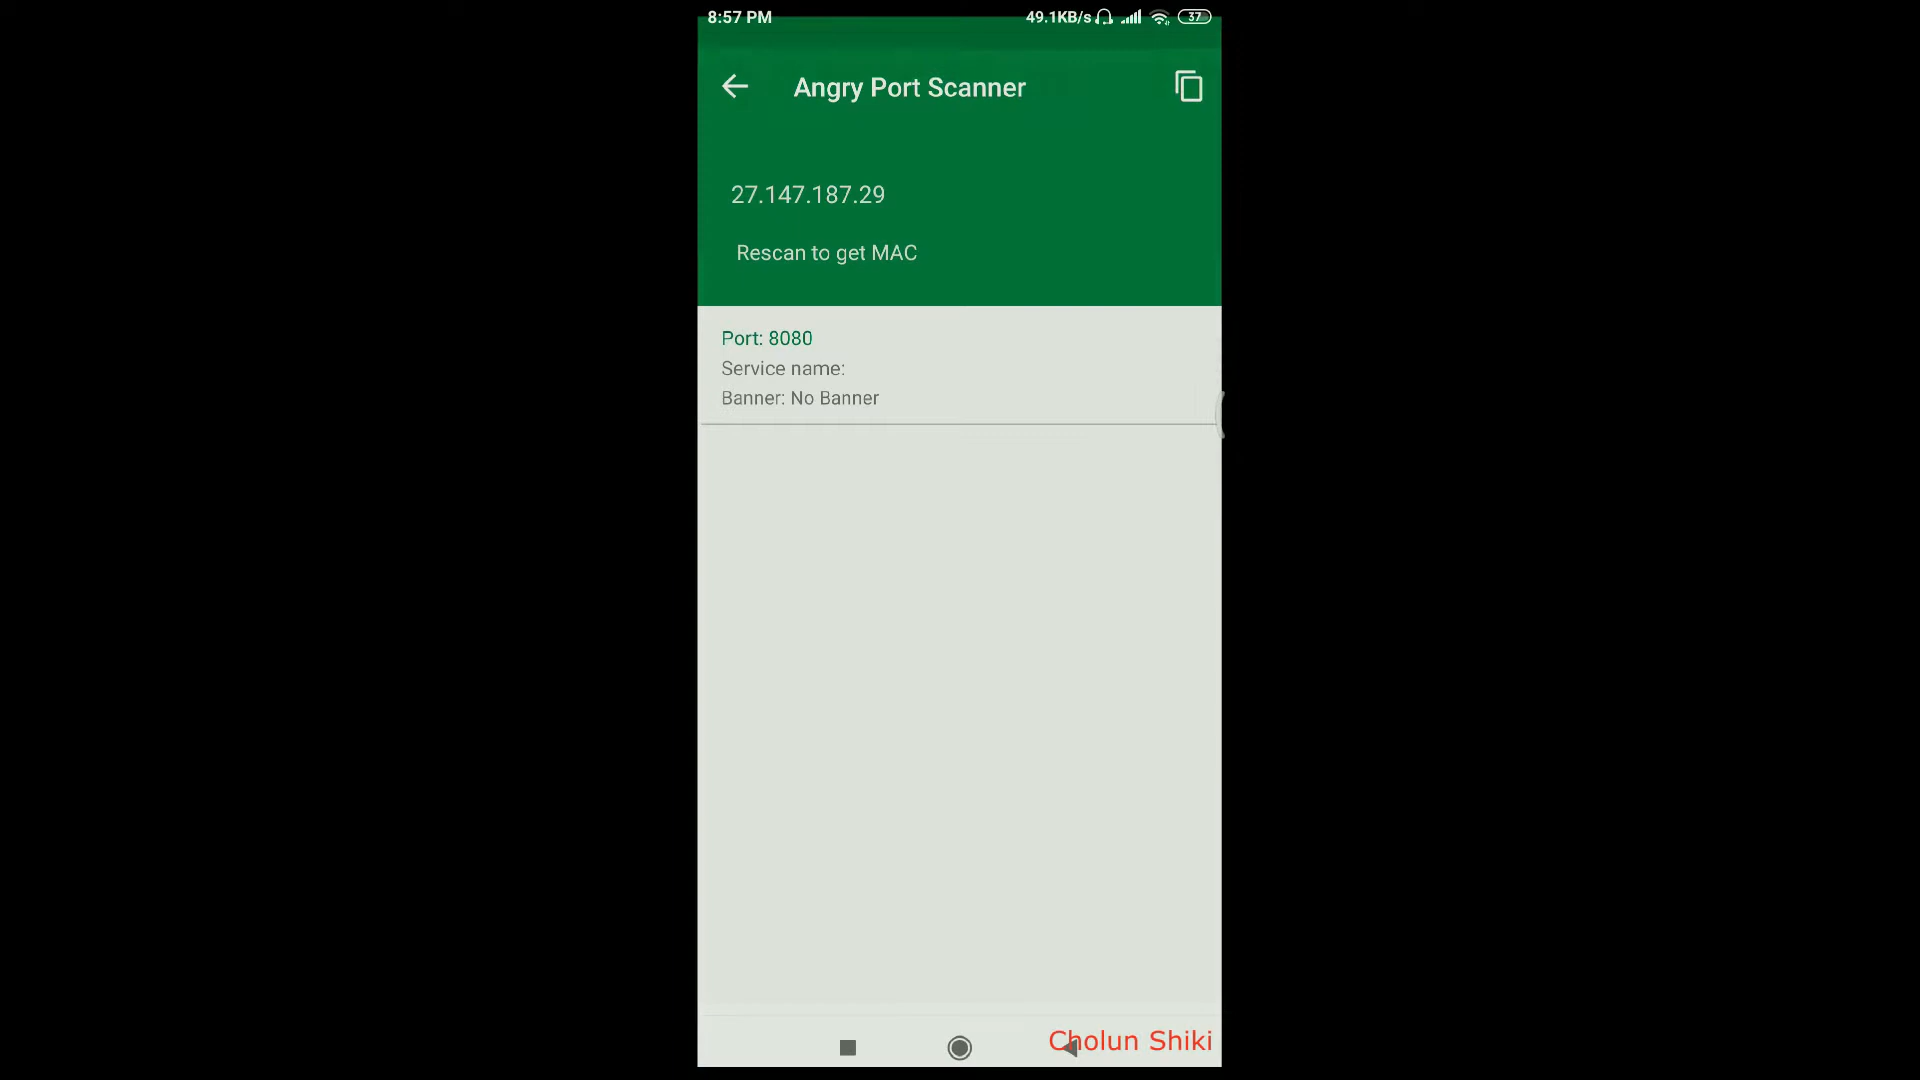 8:57 PM 49.1KB/s 37
Angry Port Scanner
27.147.187.29
Rescan to get MAC
Port: 8080
Service name:
Banner: No Banner
Cholun Shiki